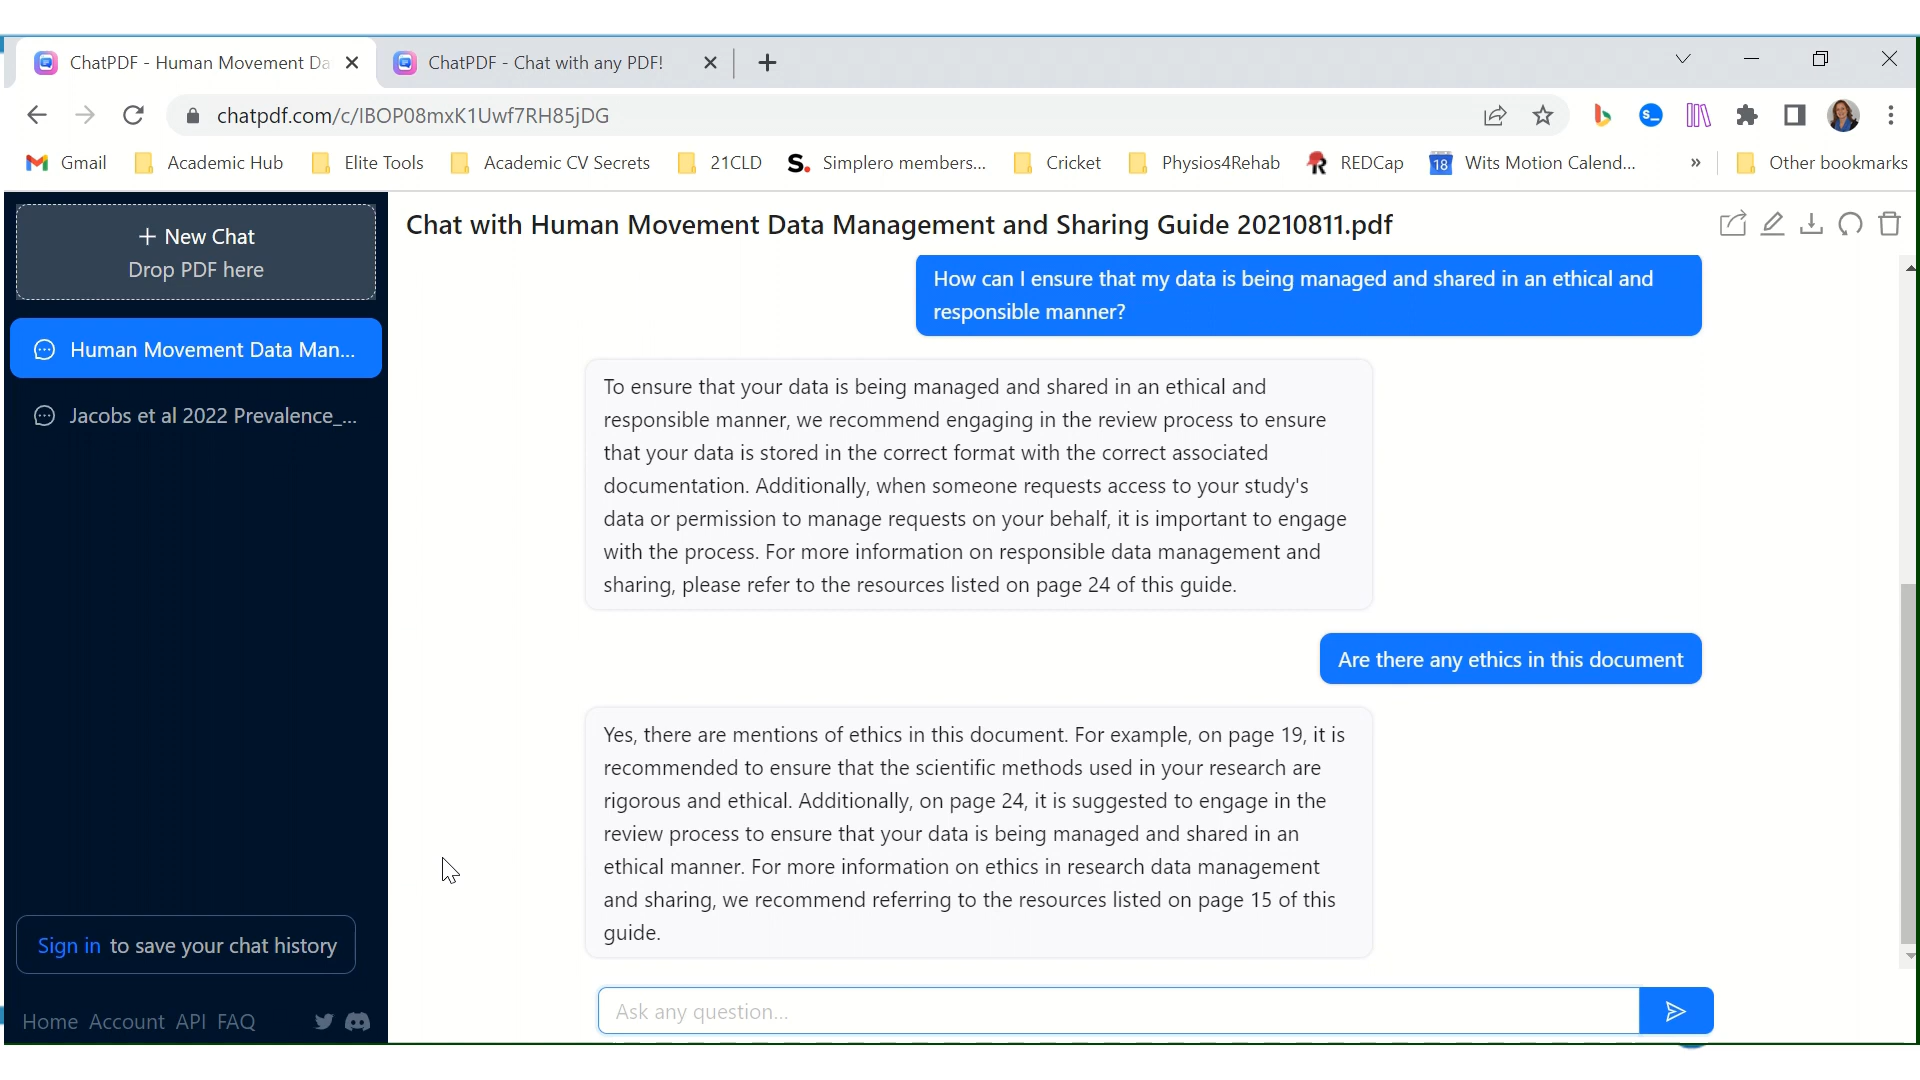 ChatPDF - Human Movement Da
ChatPDF - Chat with any PDF!
chatpdf.com/c/IBOP08mxK1Uwf7RH85jDG
Gmail
Academic Hub
Elite Tools
Academic CV Secrets
21CLD
S. Simplero members...
Cricket
Physios4Rehab
REDCap
18 Wits Motion Calend...
»
Other bookmarks
+ New Chat
Drop PDF here
Human Movement Data Man...
Jacobs et al 2022 Prevalence_...
Sign in to save your chat history
Home Account API FAQ
Chat with Human Movement Data Management and Sharing Guide 20210811.pdf
How can I ensure that my data is being managed and shared in an ethical and
responsible manner?
To ensure that your data is being managed and shared in an ethical and
responsible manner, we recommend engaging in the review process to ensure
that your data is stored in the correct format with the correct associated
documentation. Additionally, when someone requests access to your study's
data or permission to manage requests on your behalf, it is important to engage
with the process. For more information on responsible data management and
sharing, please refer to the resources listed on page 24 of this guide.
Are there any ethics in this document
Yes, there are mentions of ethics in this document. For example, on page 19, it is
recommended to ensure that the scientific methods used in your research are
rigorous and ethical. Additionally, on page 24, it is suggested to engage in the
review process to ensure that your data is being managed and shared in an
ethical manner. For more information on ethics in research data management
and sharing, we recommend referring to the resources listed on page 15 of this
guide.
Ask any question...